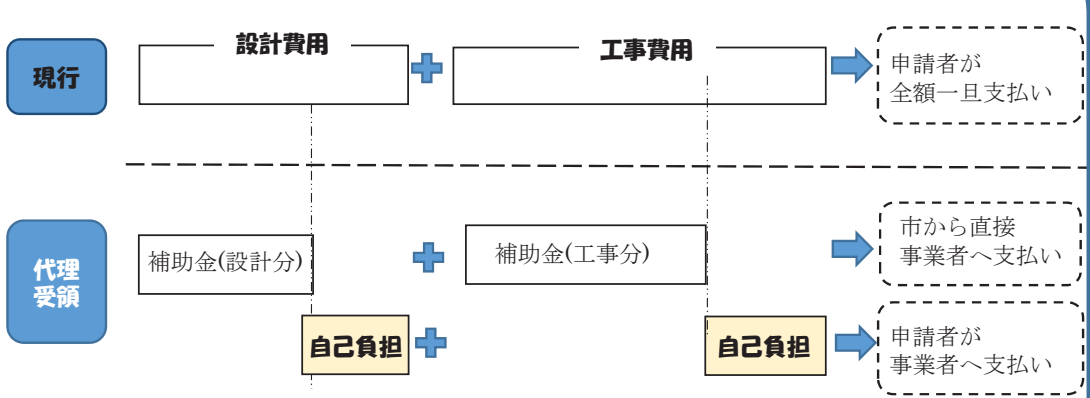 設計費用
工事費用
現行
申請者が
全額一旦支払い
代理
受領
補助金(設計分)
補助金(工事分)
市から直接
事業者へ支払い
自己負担
自己負担
申請者が
事業者へ支払い